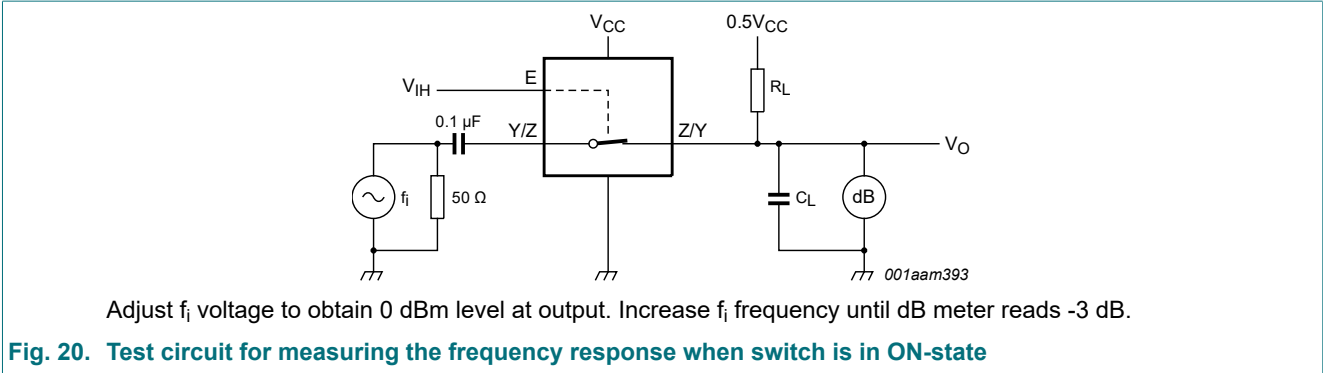 VCC
0.5VCC
E
VIH
RL
0.1 µF
Y/Z
Z/Y
VO
fi
50 Ω
CL
dB
001aam393
Adjust fi voltage to obtain 0 dBm level at output. Increase fi frequency until dB meter reads -3 dB.
Fig. 20. Test circuit for measuring the frequency response when switch is in ON-state